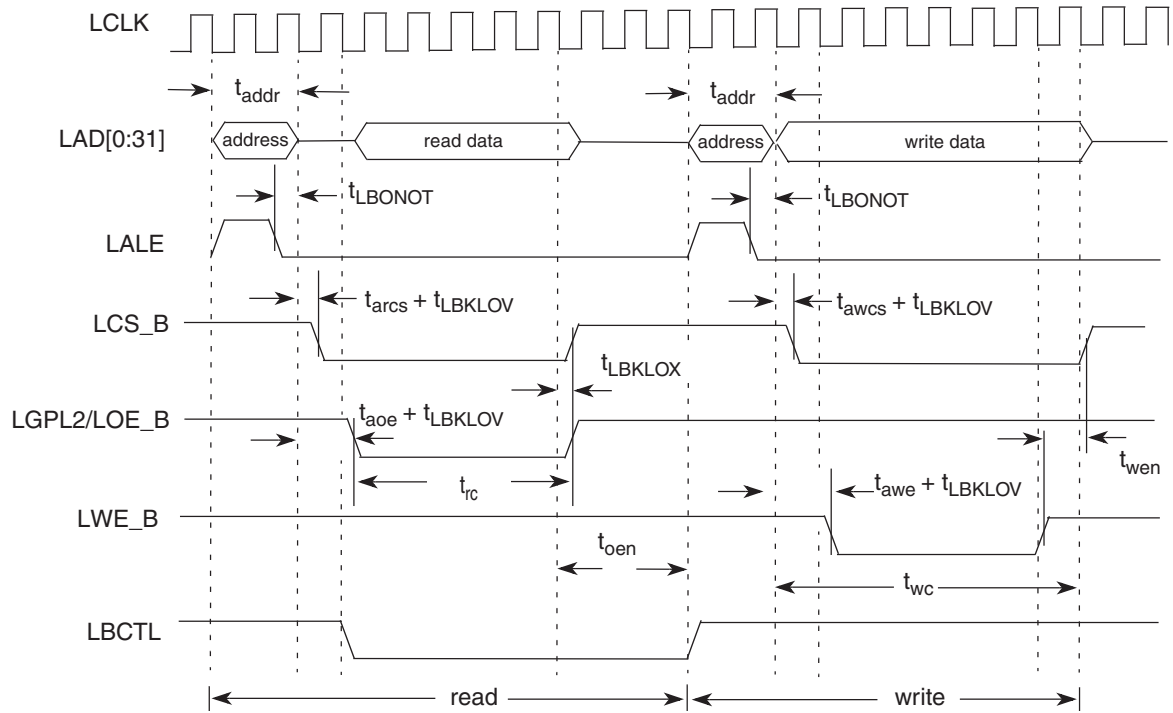 LCLK
t_addr t_addr
LAD[0:31] address read data address write data
t_LBONOT t_LBONOT
LALE
t_arcs + t_LBKLOV t_awcs + t_LBKLOV
LCS_B
t_LBKLOX
LGPL2/LOE_B t_aoe + t_LBKLOV
t_wen
t_rc t_awe + t_LBKLOV
LWE_B
t_oen
t_wc
LBCTL
read write